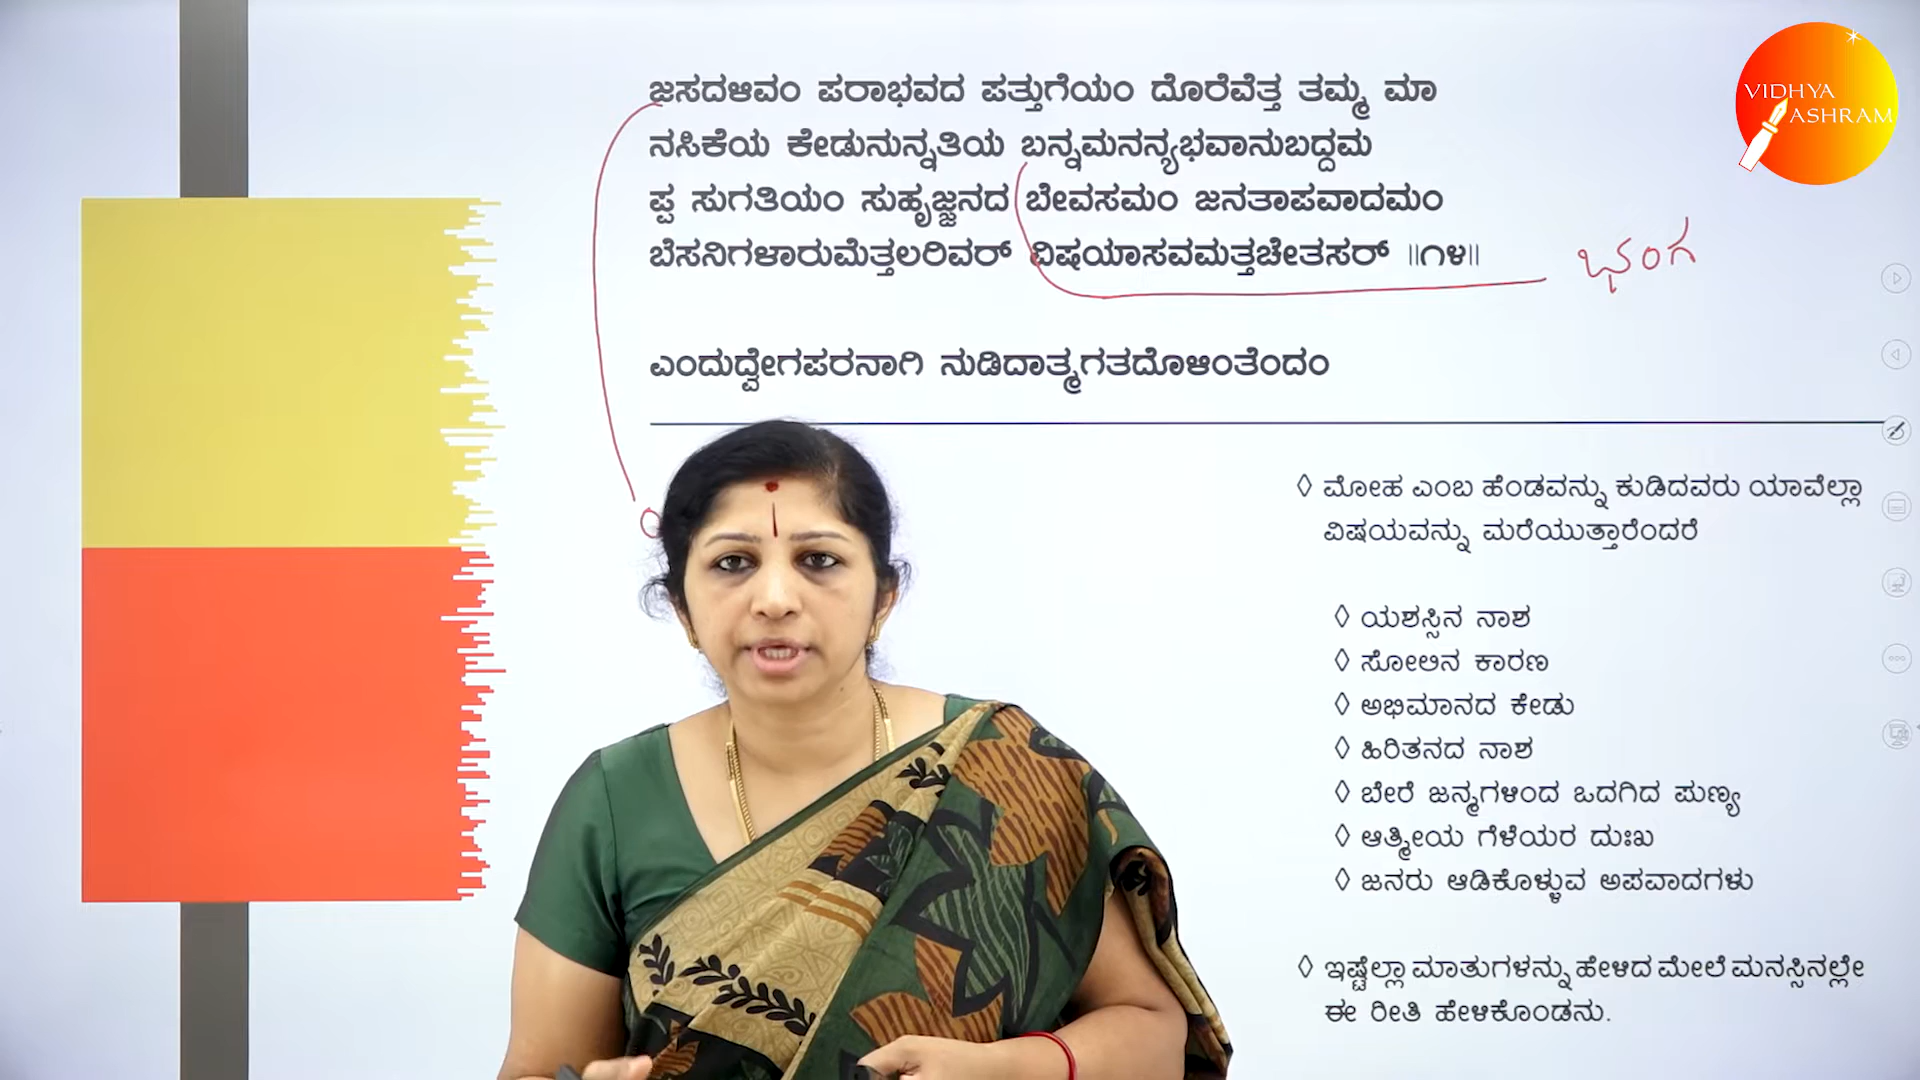 ಜಸದಳಿವಂ ಪರಾಭವದ ಪತ್ತುಗೆಯಂ ದೊರೆವೆತ್ತ ತಮ್ಮ ಮಾ
ನಸಿಕೆಯ ಕೇಡುನುನ್ನತಿಯ ಬನ್ನಮನನ್ಯಭವಾನುಬದ್ದಮ
ಪ್ಪ ಸುಗತಿಯಂ ಸುಹೃಜ್ಜನದ ಬೇವಸಮಂ ಜನತಾಪವಾದಮಂ
ಬೆಸನಿಗಳಾರುಮೆತ್ತಲರಿವರ್ ವಿಷಯಾಸವಮತ್ತಚೇತಸರ್ ॥೧೪॥
ಭಂಗ
ಎಂದುದ್ವೇಗಪರನಾಗಿ ನುಡಿದಾತ್ಮಗತದೊಳಿಂತೆಂದಂ
◊ ಮೋಹ ಎಂಬ ಹೆಂಡವನ್ನು ಕುಡಿದವರು ಯಾವೆಲ್ಲಾ
ವಿಷಯವನ್ನು ಮರೆಯುತ್ತಾರೆಂದರೆ
◊ ಯಶಸ್ಸಿನ ನಾಶ
◊ ಸೋಲಿನ ಕಾರಣ
◊ ಅಭಿಮಾನದ ಕೇಡು
◊ ಹಿರಿತನದ ನಾಶ
◊ ಬೇರೆ ಜನ್ಮಗಳಿಂದ ಒದಗಿದ ಪುಣ್ಯ
◊ ಆತ್ಮೀಯ ಗೆಳೆಯರ ದುಃಖ
◊ ಜನರು ಆಡಿಕೊಳ್ಳುವ ಅಪವಾದಗಳು
◊ ಇಷ್ಟೆಲ್ಲಾ ಮಾತುಗಳನ್ನು ಹೇಳಿದ ಮೇಲೆ ಮನಸ್ಸಿನಲ್ಲೇ
ಈ ರೀತಿ ಹೇಳಿಕೊಂಡನು.
VIDHYA
ASHRAM